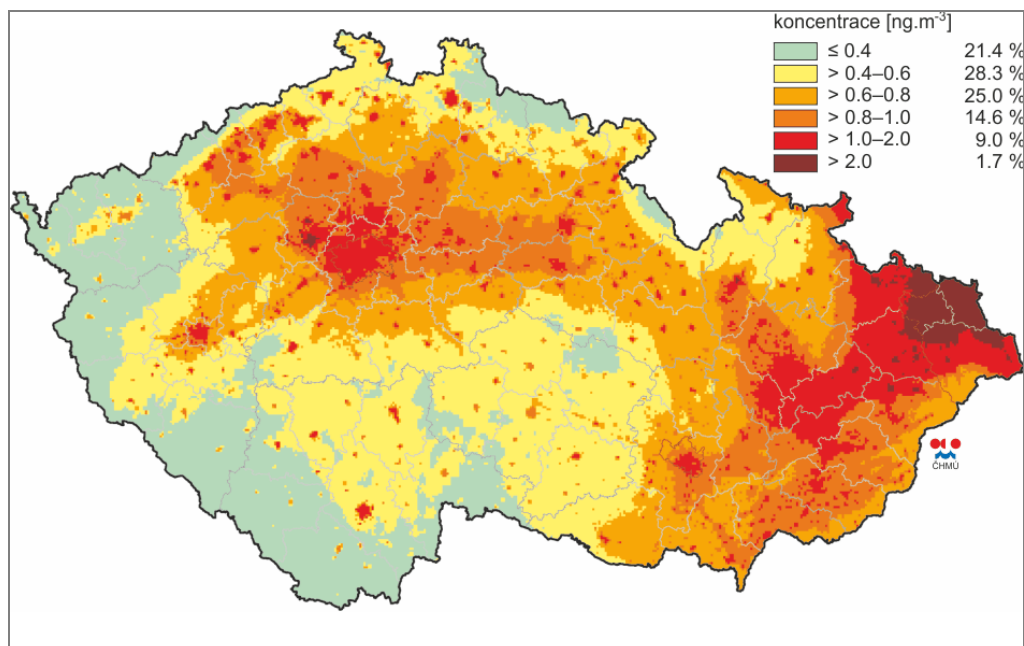 koncentrace [ng.m⁻³]
≤ 0.4 21.4 %
> 0.4–0.6 28.3 %
> 0.6–0.8 25.0 %
> 0.8–1.0 14.6 %
> 1.0–2.0 9.0 %
> 2.0 1.7 %
ČHMÚ